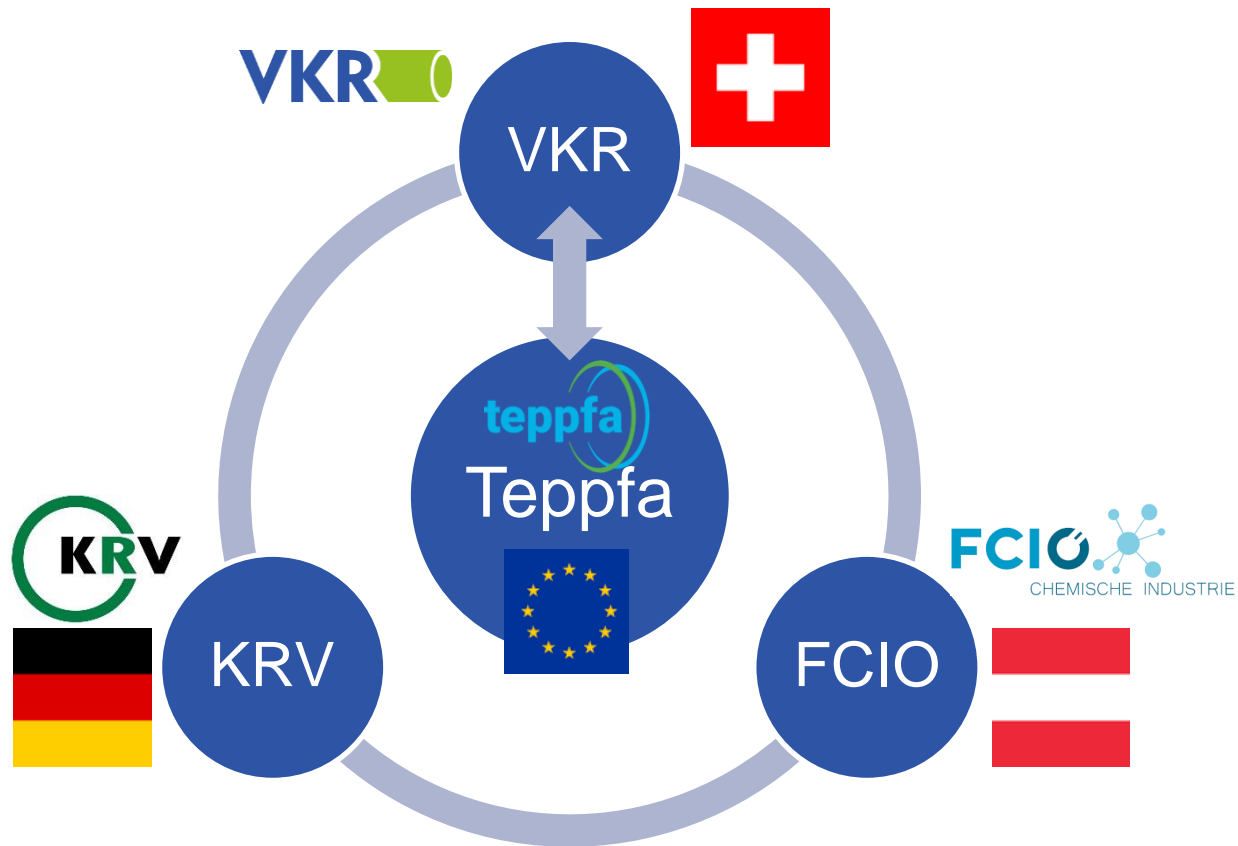 VKR
VKR
teppfa
Teppfa
KRV
FCIO
CHEMISCHE INDUSTRIE
KRV
FCIO